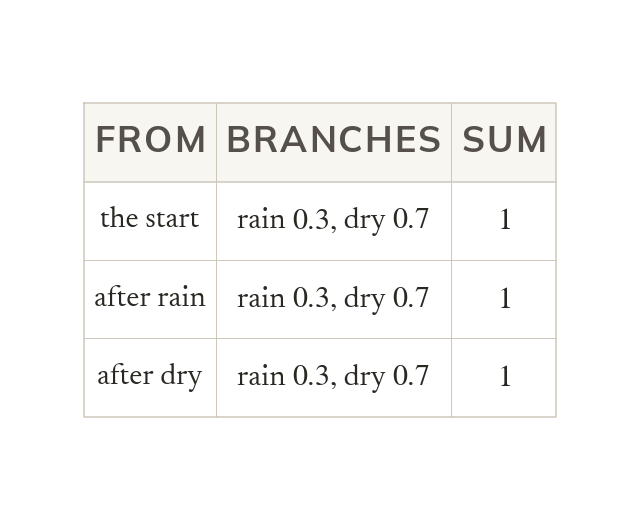 FROM BRANCHES SUM
the start rain 0.3, dry 0.7 1
after rain rain 0.3, dry 0.7 1
after dry rain 0.3, dry 0.7 1